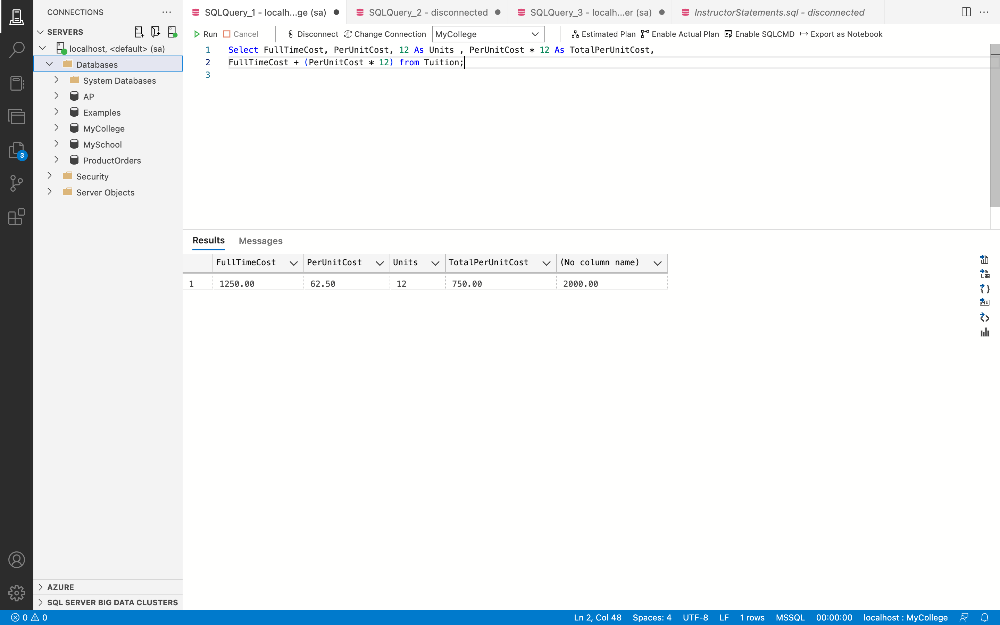 CONNECTIONS
SERVERS
localhost, <default> (sa)
Databases
System Databases
AP
Examples
MyCollege
MySchool
ProductOrders
Security
Server Objects
3
AZURE
SQL SERVER BIG DATA CLUSTERS
SQLQuery_1 - localh...ge (sa)
SQLQuery_2 - disconnected
SQLQuery_3 - localh...er (sa)
InstructorStatements.sql - disconnected
Run Cancel Disconnect Change Connection MyCollege Estimated Plan Enable Actual Plan Enable SQLCMD Export as Notebook
1 Select FullTimeCost, PerUnitCost, 12 As Units , PerUnitCost * 12 As TotalPerUnitCost,
2 FullTimeCost + (PerUnitCost * 12) from Tuition;
3
Results Messages
FullTimeCost PerUnitCost Units TotalPerUnitCost (No column name)
1 1250.00 62.50 12 750.00 2000.00
0 0 Ln 2, Col 48 Spaces: 4 UTF-8 LF 1 rows MSSQL 00:00:00 localhost : MyCollege